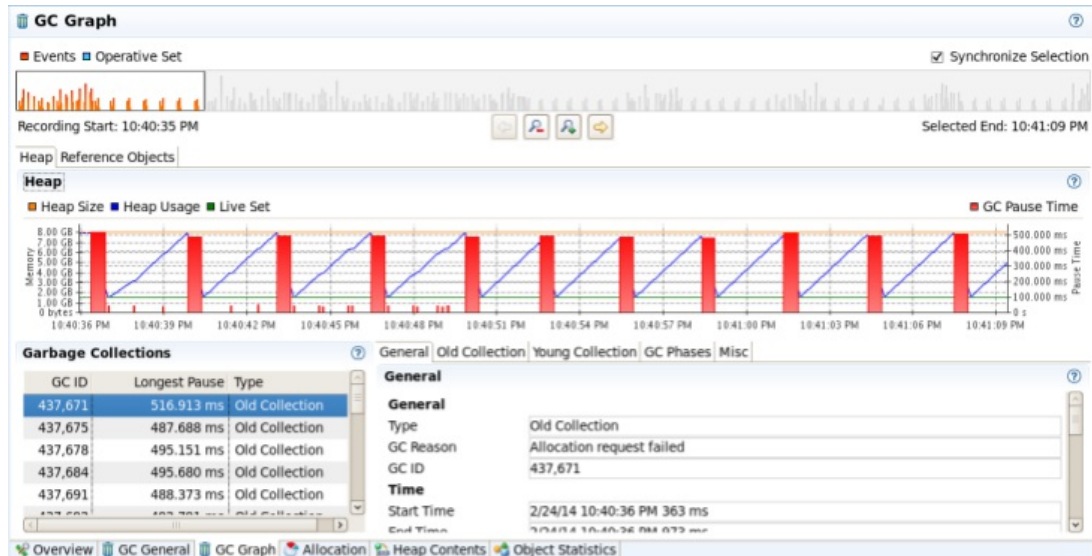 GC Graph
Events Operative Set Synchronize Selection
Recording Start: 10:40:35 PM Selected End: 10:41:09 PM
Heap Reference Objects
Heap
Heap Size Heap Usage Live Set GC Pause Time
8.00 GB
7.00 GB
6.00 GB
5.00 GB
4.00 GB
3.00 GB
2.00 GB
1.00 GB
0 bytes
Memory
500.000 ms
400.000 ms
300.000 ms
200.000 ms
100.000 ms
0 s
Pause Time
10:40:36 PM 10:40:39 PM 10:40:42 PM 10:40:45 PM 10:40:48 PM 10:40:51 PM 10:40:54 PM 10:40:57 PM 10:41:00 PM 10:41:03 PM 10:41:06 PM 10:41:09 PM
Garbage Collections
GC ID Longest Pause Type
437,671 516.913 ms Old Collection
437,675 487.688 ms Old Collection
437,678 495.151 ms Old Collection
437,684 495.680 ms Old Collection
437,691 488.373 ms Old Collection
General Old Collection Young Collection GC Phases Misc
General
General
Type Old Collection
GC Reason Allocation request failed
GC ID 437,671
Time
Start Time 2/24/14 10:40:36 PM 363 ms
End Time 2/24/14 10:40:36 PM 973 ms
Overview GC General GC Graph Allocation Heap Contents Object Statistics